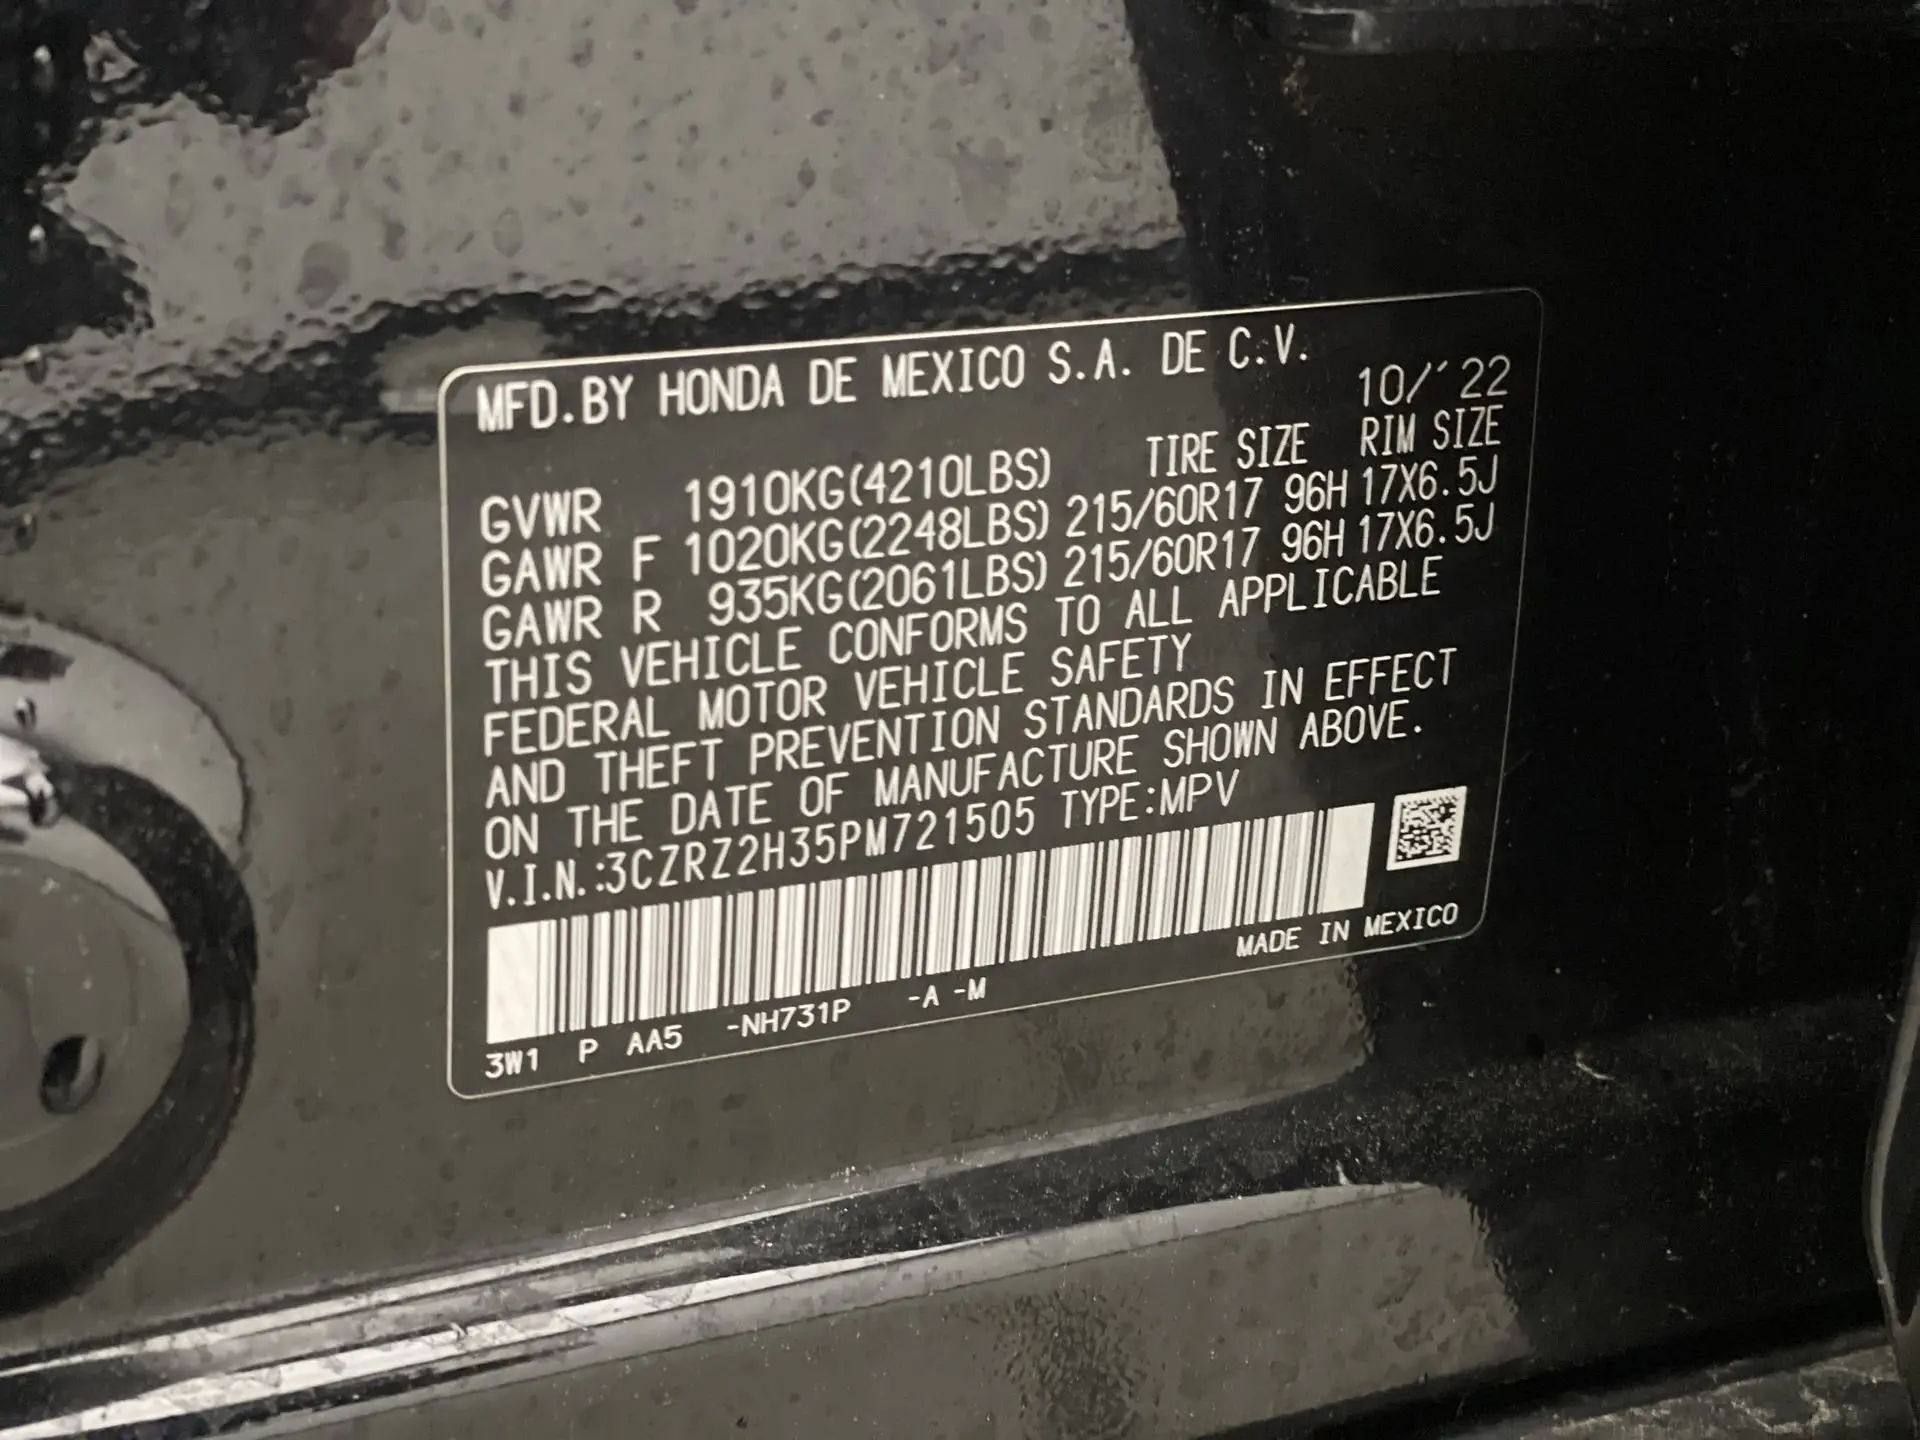 MFD.BY HONDA DE MEXICO S.A. DE C.V.
10/'22
TIRE SIZE RIM SIZE
GVWR 1910KG(4210LBS)
GAWR F 1020KG(2248LBS) 215/60R17 96H 17X6.5J
GAWR R 935KG(2061LBS) 215/60R17 96H 17X6.5J
THIS VEHICLE CONFORMS TO ALL APPLICABLE
FEDERAL MOTOR VEHICLE SAFETY
AND THEFT PREVENTION STANDARDS IN EFFECT
ON THE DATE OF MANUFACTURE SHOWN ABOVE.
V.I.N.:3CZRZ2H35PM721505 TYPE:MPV
MADE IN MEXICO
3W1 P AA5 -NH731P -A -M